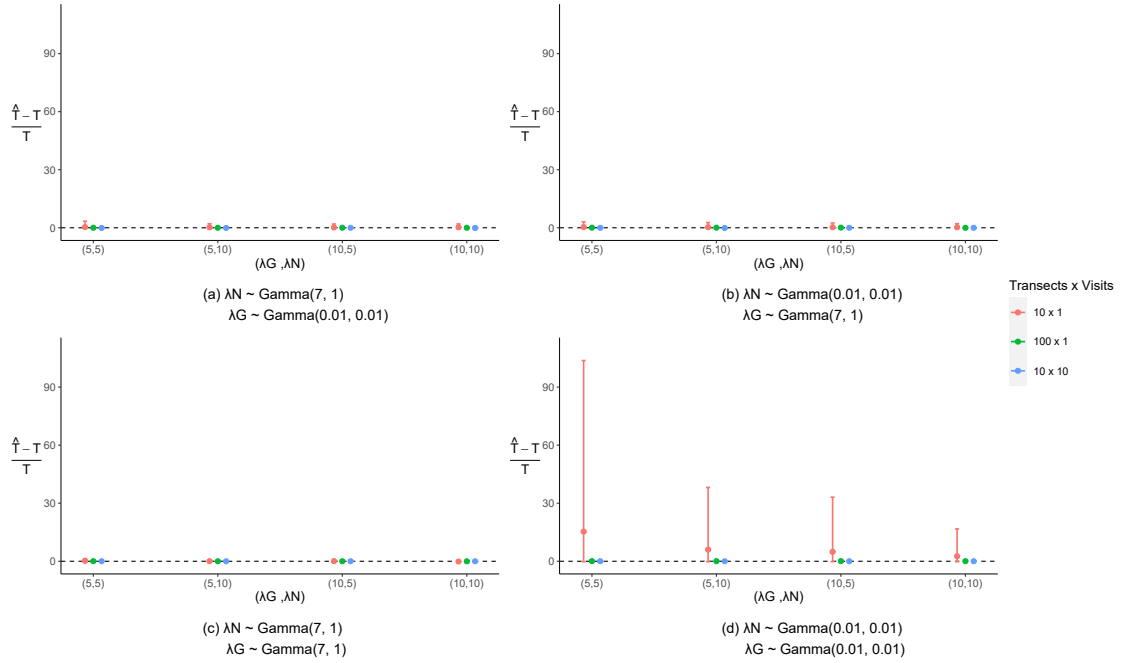 90
60
30
0
T̂ − T
T
(5,5)
(5,10)
(10,5)
(10,10)
(λG ,λN)
(a) λN ~ Gamma(7, 1)
λG ~ Gamma(0.01, 0.01)
90
60
30
0
T̂ − T
T
(5,5)
(5,10)
(10,5)
(10,10)
(λG ,λN)
(b) λN ~ Gamma(0.01, 0.01)
λG ~ Gamma(7, 1)
Transects x Visits
10 x 1
100 x 1
10 x 10
90
60
30
0
T̂ − T
T
(5,5)
(5,10)
(10,5)
(10,10)
(λG ,λN)
(c) λN ~ Gamma(7, 1)
λG ~ Gamma(7, 1)
90
60
30
0
T̂ − T
T
(5,5)
(5,10)
(10,5)
(10,10)
(λG ,λN)
(d) λN ~ Gamma(0.01, 0.01)
λG ~ Gamma(0.01, 0.01)